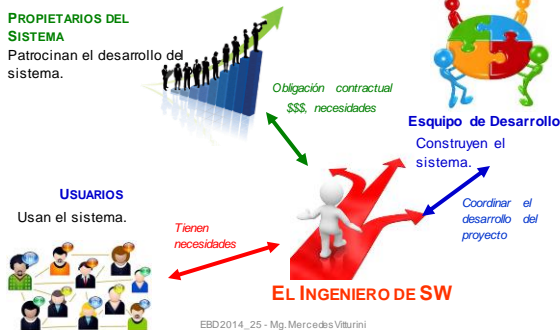 PROPIETARIOS DEL
SISTEMA
Patrocinan el desarrollo del
sistema.
Obligación contractual
$$$, necesidades
Esquipo de Desarrollo
Construyen el
sistema.
USUARIOS
Usan el sistema.
Tienen
necesidades
Coordinar el
desarrollo del
proyecto
EL INGENIERO DE SW
EBD2014_25 - Mg. Mercedes Vitturini